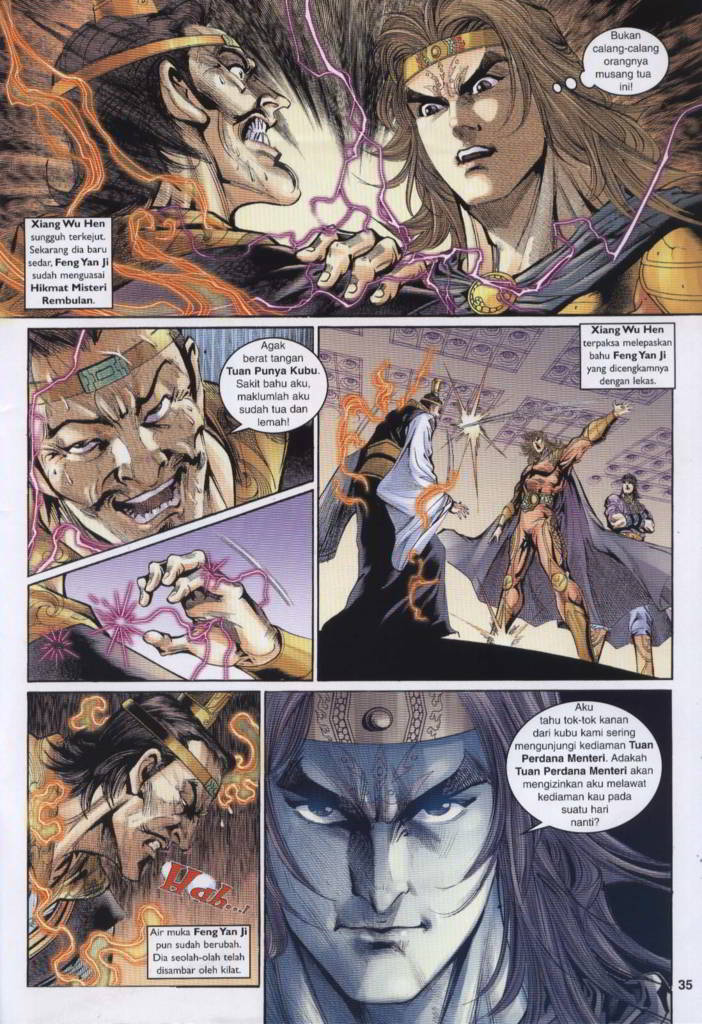 Bukan
calang-calang
orangnya
musang tua
ini!
Xiang Wu Hen
sungguh terkejut.
Sekarang dia baru
sedar, Feng Yan Ji
sudah menguasai
Hikmat Misteri
Rembulan.
Agak
berat tangan
Tuan Punya Kubu.
Sakit bahu aku,
maklumlah aku
sudah tua dan
lemah!
Xiang Wu Hen
terpaksa melepaskan
bahu Feng Yan Ji
yang dicengkamnya
dengan lekas.
Hah...!
Air muka Feng Yan Ji
pun sudah berubah.
Dia seolah-olah telah
disambar oleh kilat.
Aku
tahu tok-tok kanan
dari kubu kami sering
mengunjungi kediaman Tuan
Perdana Menteri. Adakah
Tuan Perdana Menteri akan
mengizinkan aku melawat
kediaman kau pada
suatu hari
nanti?
35